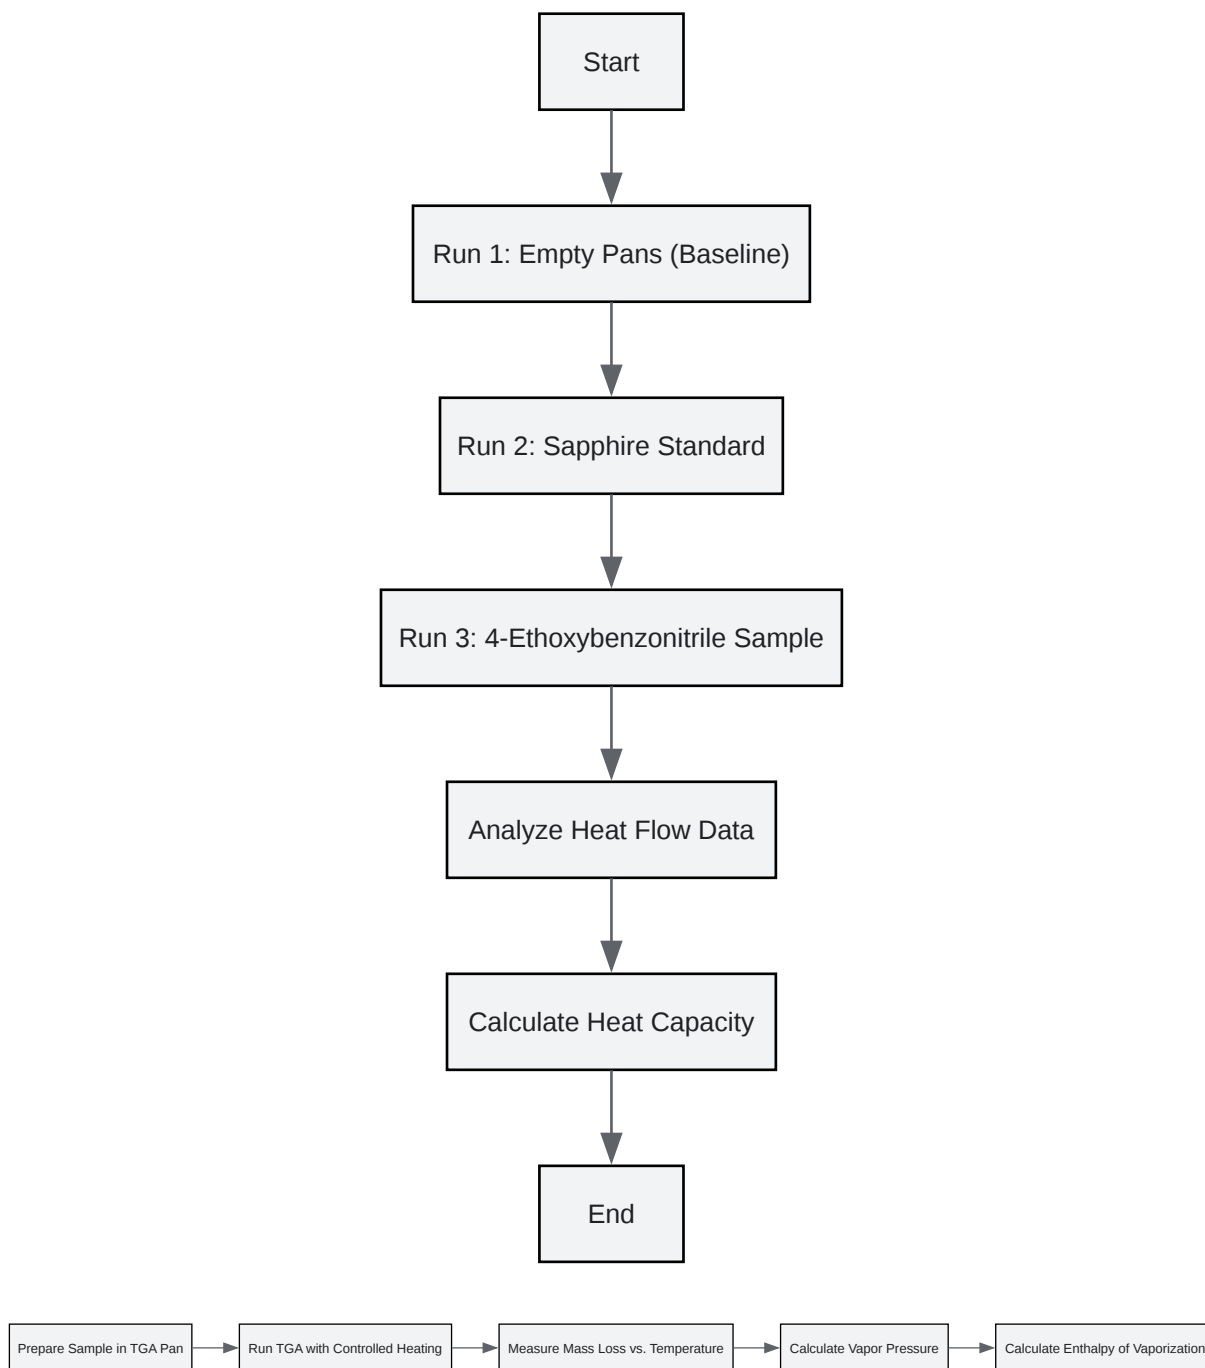 Start
Run 1: Empty Pans (Baseline)
Run 2: Sapphire Standard
Run 3: 4-Ethoxybenzonitrile Sample
Analyze Heat Flow Data
Calculate Heat Capacity
End
Prepare Sample in TGA Pan
Run TGA with Controlled Heating
Measure Mass Loss vs. Temperature
Calculate Vapor Pressure
Calculate Enthalpy of Vaporization